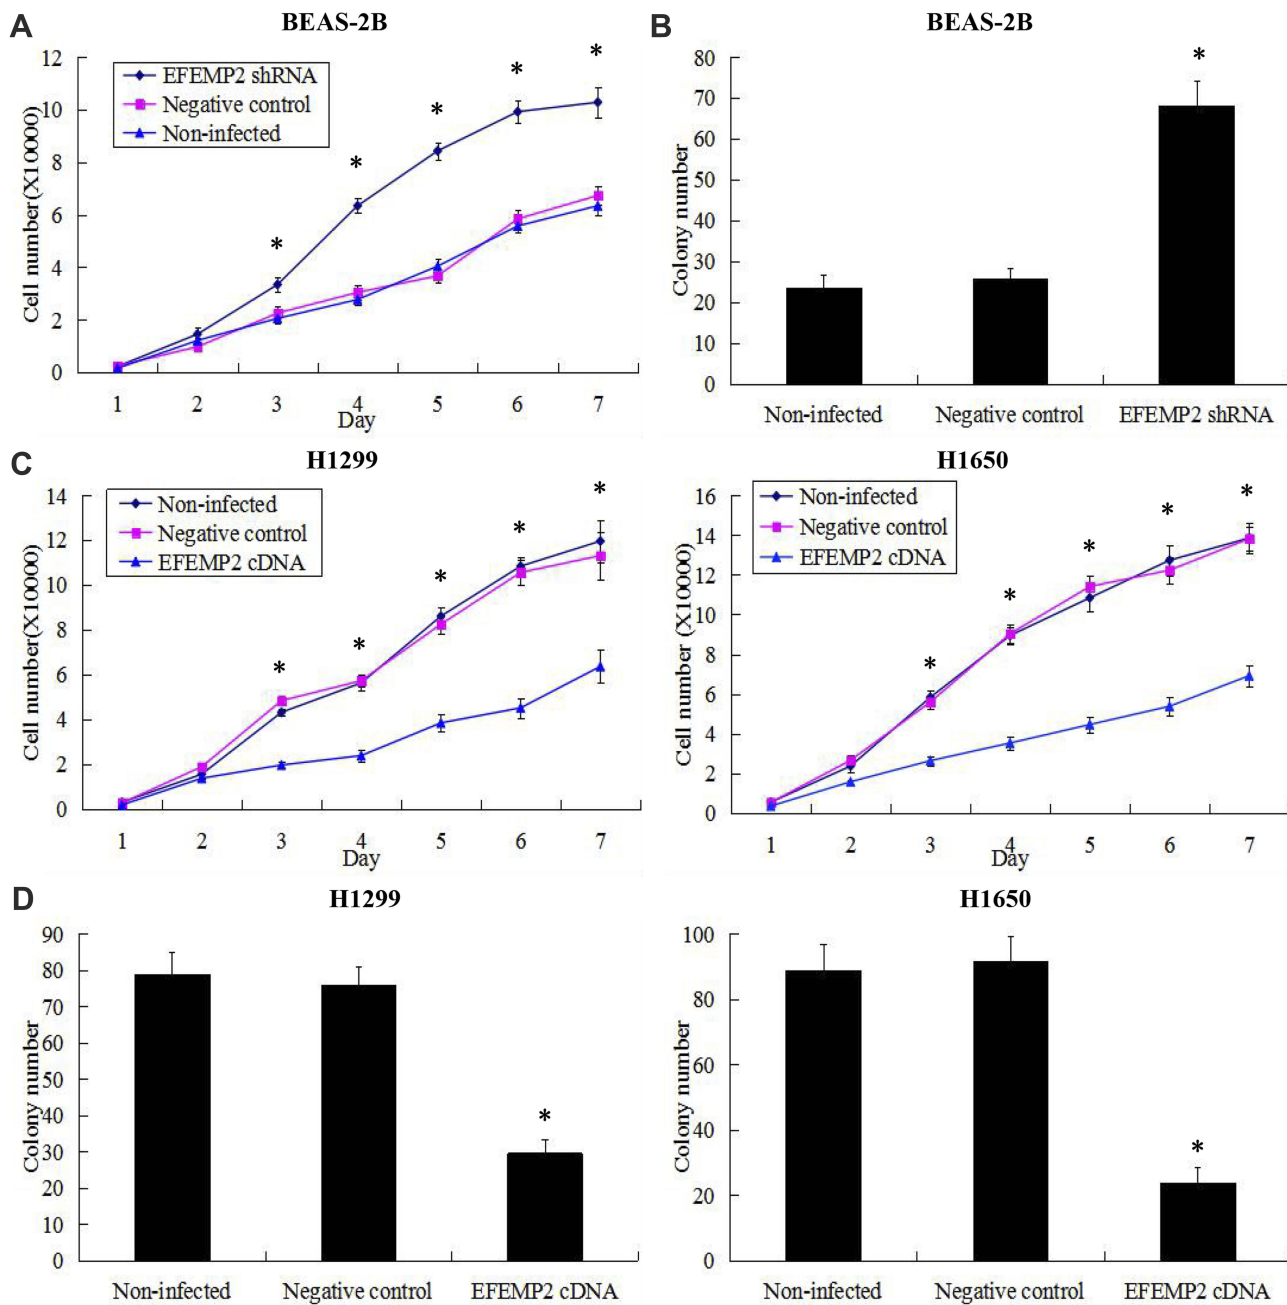 A
BEAS-2B
12
10
8
6
4
2
0
Cell number(X10000)
EFEMP2 shRNA
Negative control
Non-infected
*
*
*
*
*
1 2 3 4 5 6 7
Day
B
BEAS-2B
80
70
60
50
40
30
20
10
0
Colony number
*
Non-infected Negative control EFEMP2 shRNA
C
H1299
14
12
10
8
6
4
2
0
Cell number(X10000)
Non-infected
Negative control
EFEMP2 cDNA
*
*
*
*
*
1 2 3 4 5 6 7
Day
H1650
16
14
12
10
8
6
4
2
0
Cell number (X10000)
Non-infected
Negative control
EFEMP2 cDNA
*
*
*
*
*
1 2 3 4 5 6 7
Day
D
H1299
90
80
70
60
50
40
30
20
10
0
Colony number
*
Non-infected Negative control EFEMP2 cDNA
H1650
100
80
60
40
20
0
Colony number
*
Non-infected Negative control EFEMP2 cDNA